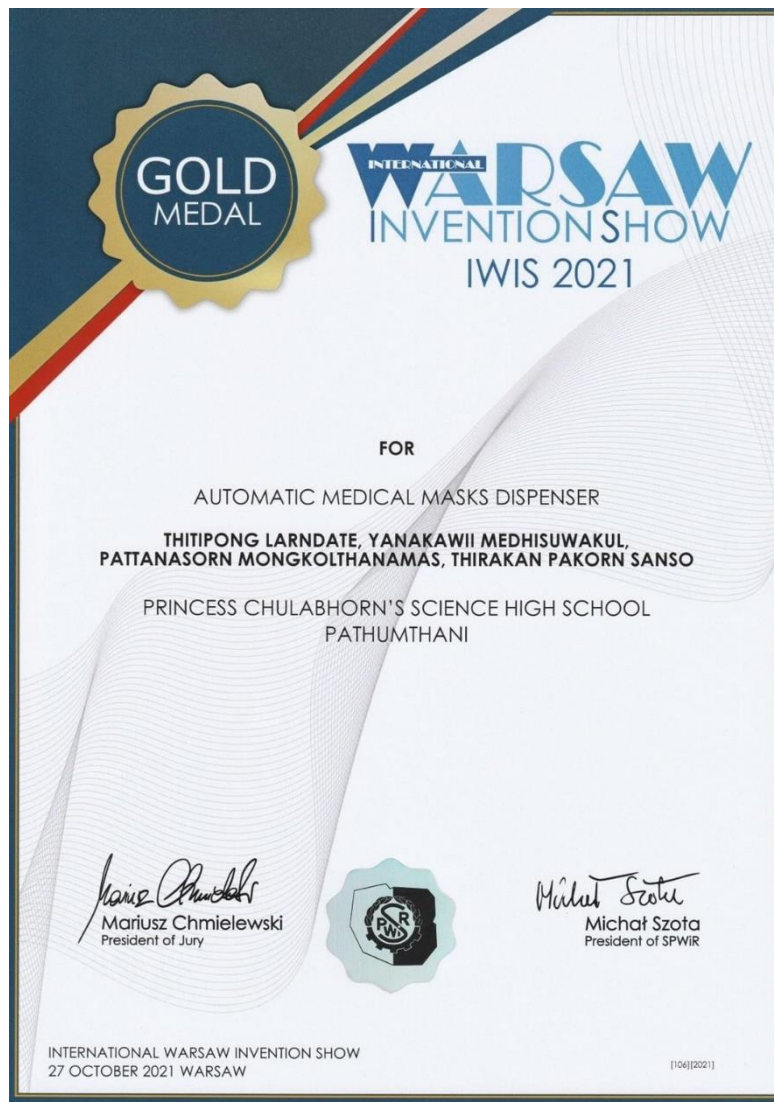 GOLD
MEDAL
INTERNATIONAL
WARSAW
INVENTION SHOW
IWIS 2021
FOR
AUTOMATIC MEDICAL MASKS DISPENSER
THITIPONG LARNDATE, YANAKAWII MEDHISUWAKUL,
PATTANASORN MONGKOLTHANAMAS, THIRAKAN PAKORN SANSO
PRINCESS CHULABHORN'S SCIENCE HIGH SCHOOL
PATHUMTHANI
Mariusz Chmielewski
President of Jury
SPWiR
Michał Szota
President of SPWiR
INTERNATIONAL WARSAW INVENTION SHOW
27 OCTOBER 2021 WARSAW
[106][2021]